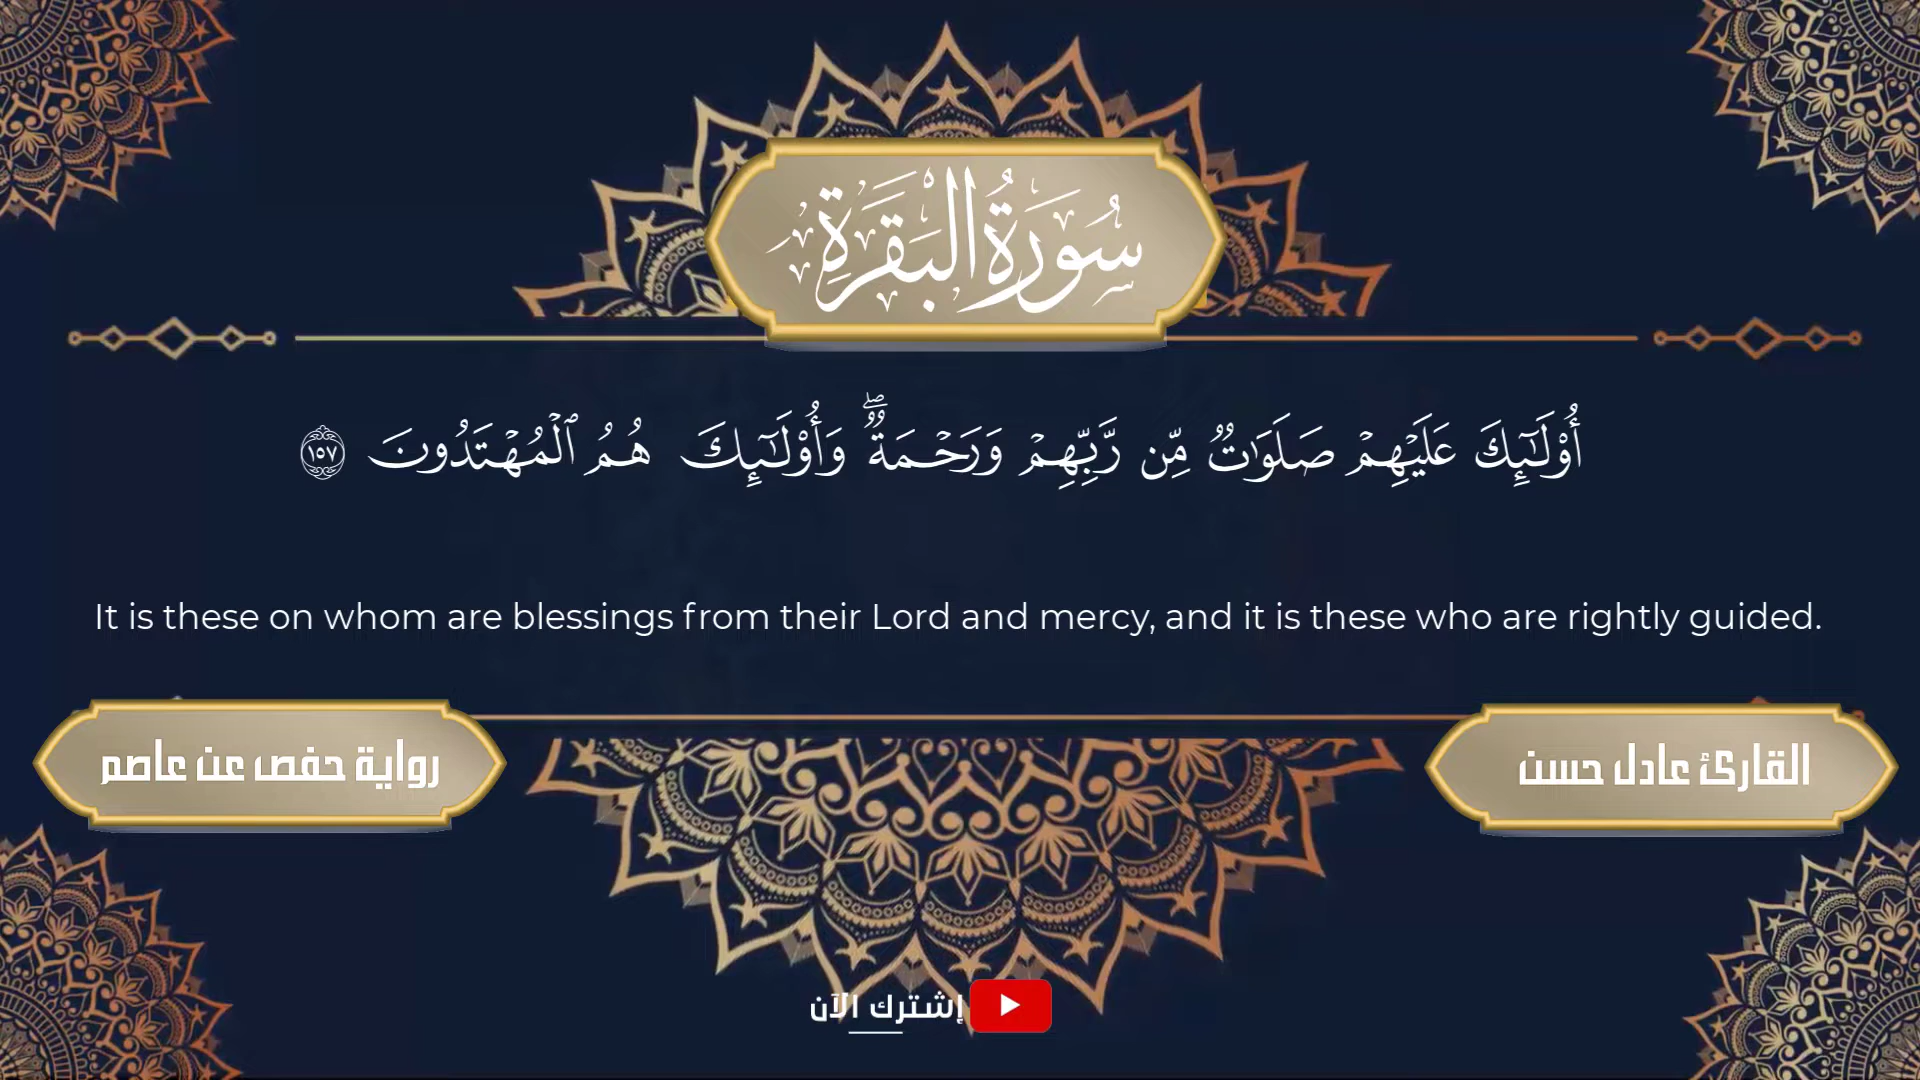 سُورَةُ البَقَرَةِ
أُوْلَـٰٓئِكَ عَلَيۡهِمۡ صَلَوَٰتٞ مِّن رَّبِّهِمۡ وَرَحۡمَةٞۖ وَأُوْلَـٰٓئِكَ هُمُ ٱلۡمُهۡتَدُونَ ١٥٧
It is these on whom are blessings from their Lord and mercy, and it is these who are rightly guided.
القارئ عادل حسن
رواية حفص عن عاصم
إشترك الآن